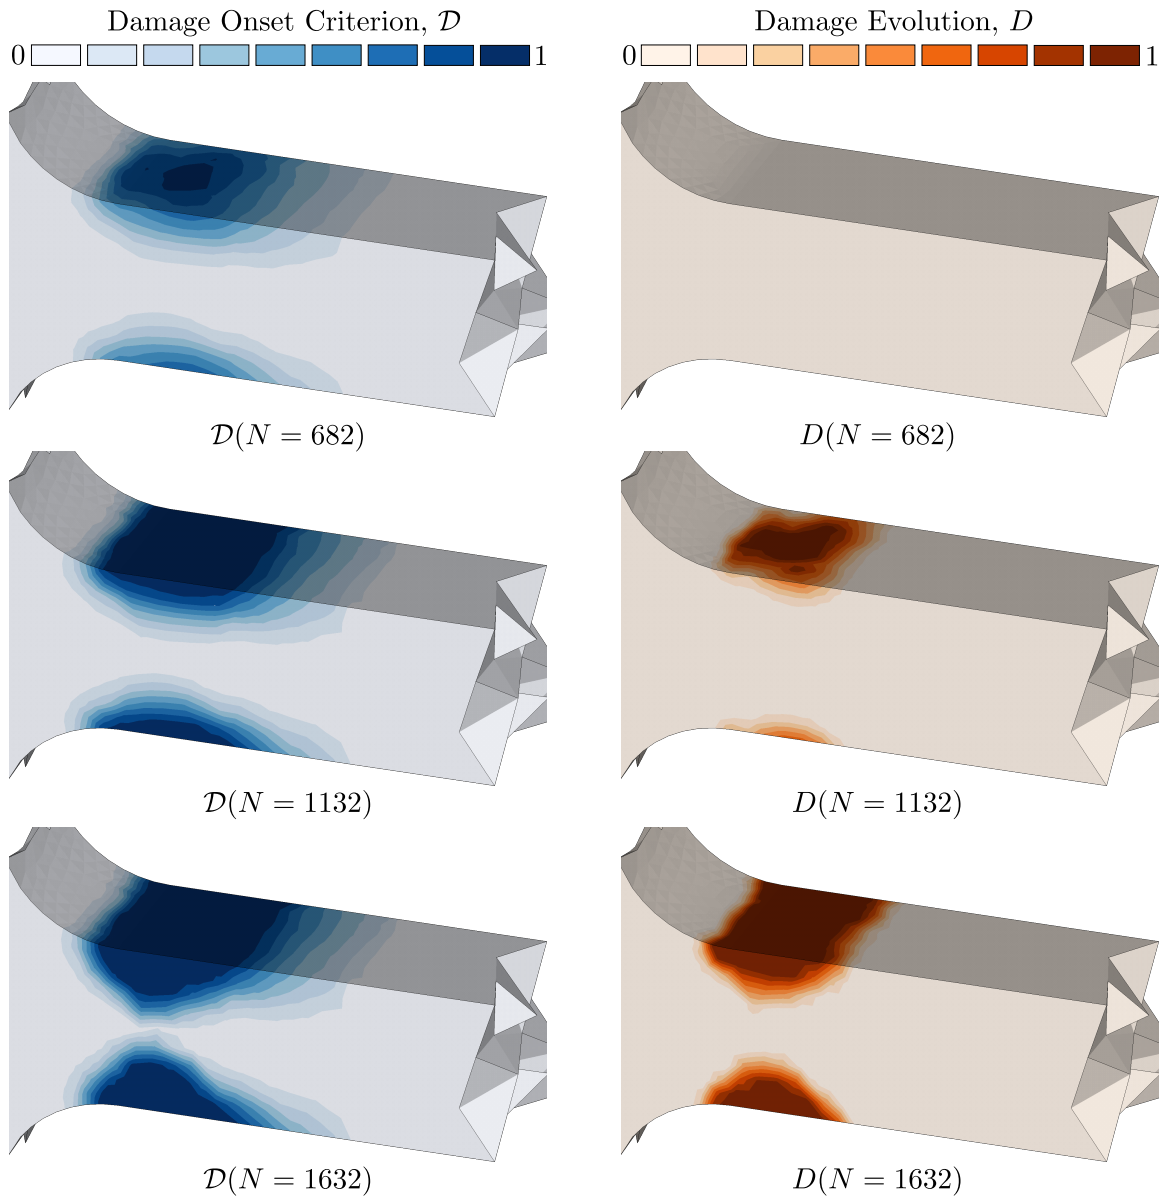 Damage Onset Criterion, 𝒟
0 1
Damage Evolution, D
0 1
𝒟(N = 682)
D(N = 682)
𝒟(N = 1132)
D(N = 1132)
𝒟(N = 1632)
D(N = 1632)